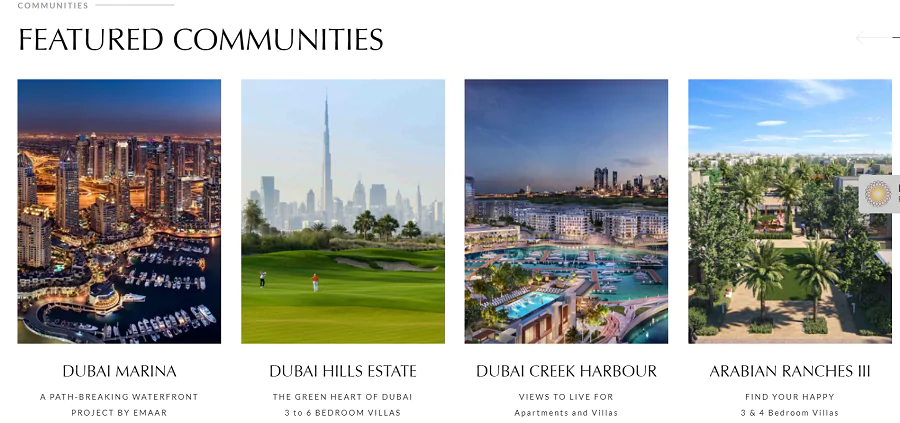 COMMUNITIES
FEATURED COMMUNITIES
DUBAI MARINA
A PATH-BREAKING WATERFRONT
PROJECT BY EMAAR
DUBAI HILLS ESTATE
THE GREEN HEART OF DUBAI
3 to 6 BEDROOM VILLAS
DUBAI CREEK HARBOUR
VIEWS TO LIVE FOR
Apartments and Villas
ARABIAN RANCHES III
FIND YOUR HAPPY
3 & 4 Bedroom Villas